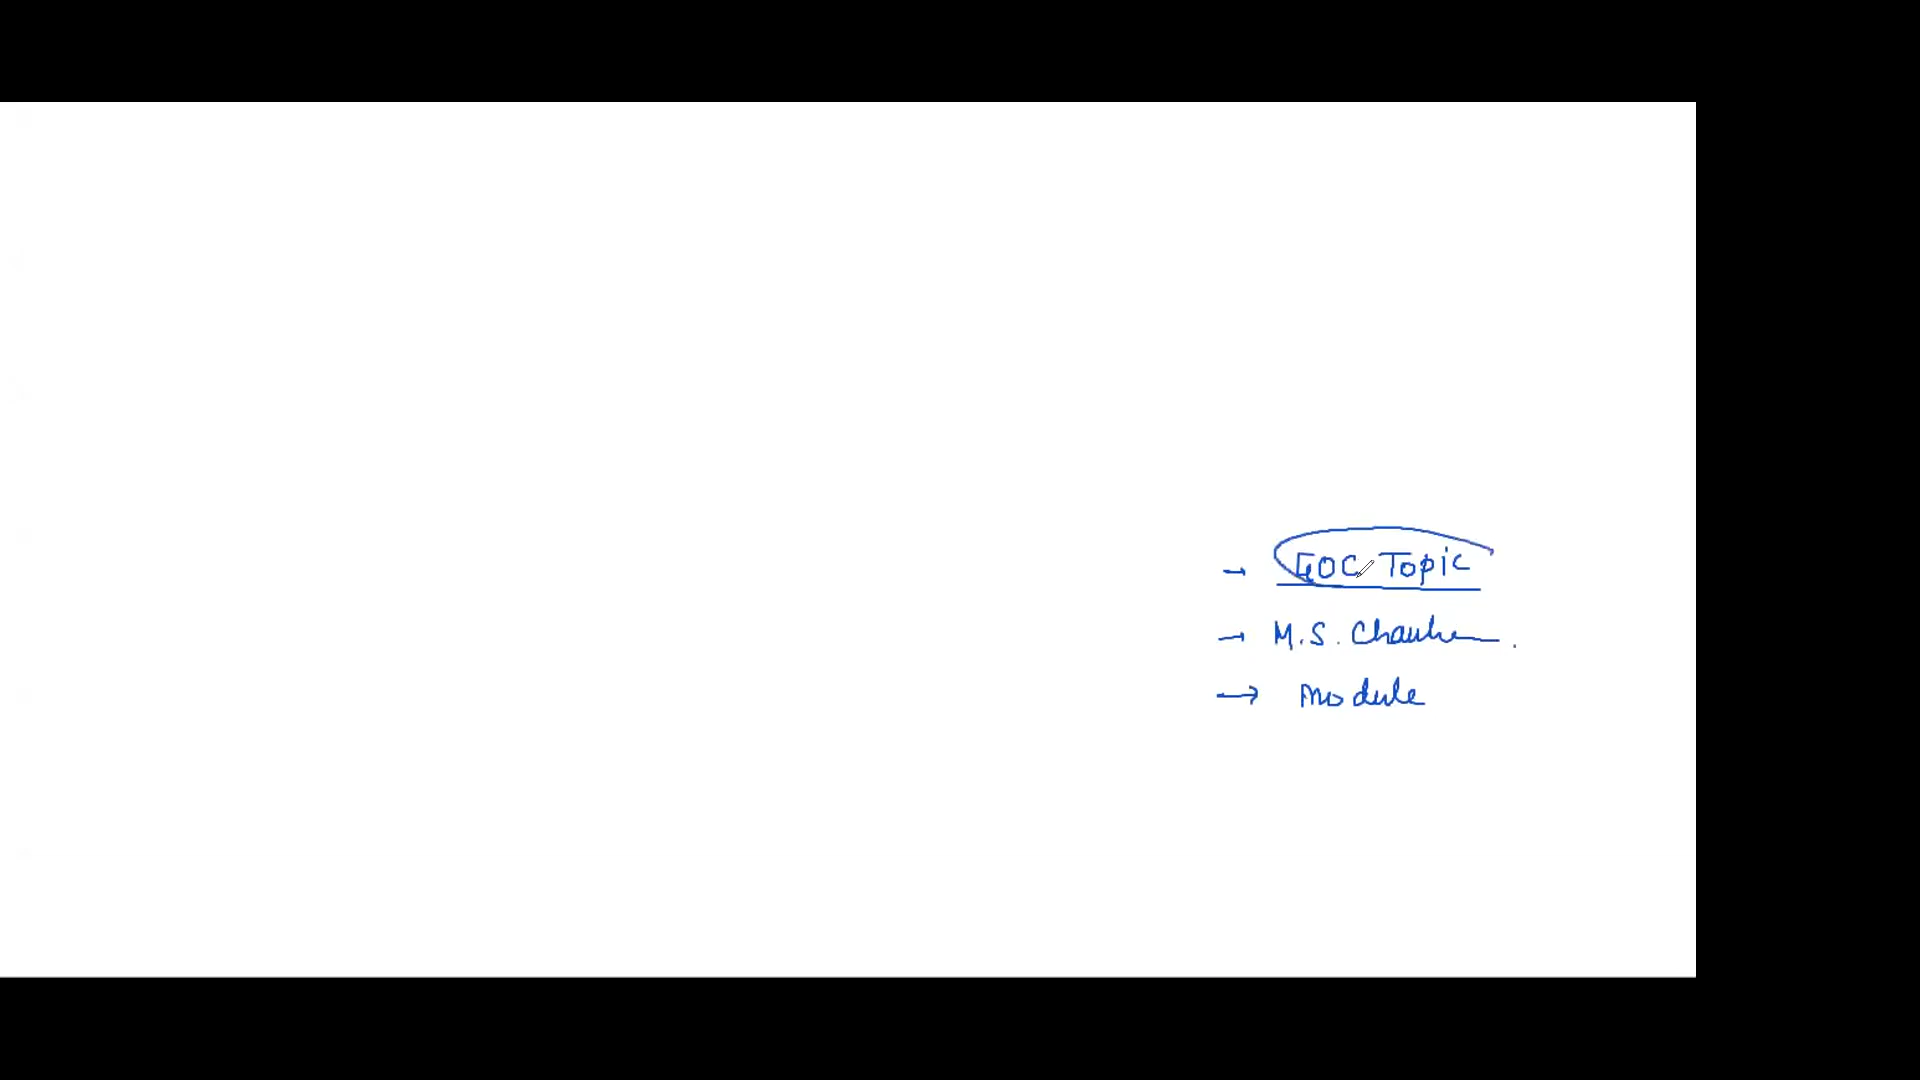 → GOC Topic
→ M.S. Chauhan.
→ Module